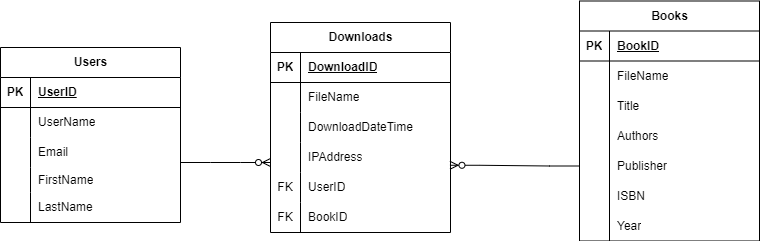 Users
PK UserID
UserName
Email
FirstName
LastName
Downloads
PK DownloadID
FileName
DownloadDateTime
IPAddress
FK UserID
FK BookID
Books
PK BookID
FileName
Title
Authors
Publisher
ISBN
Year